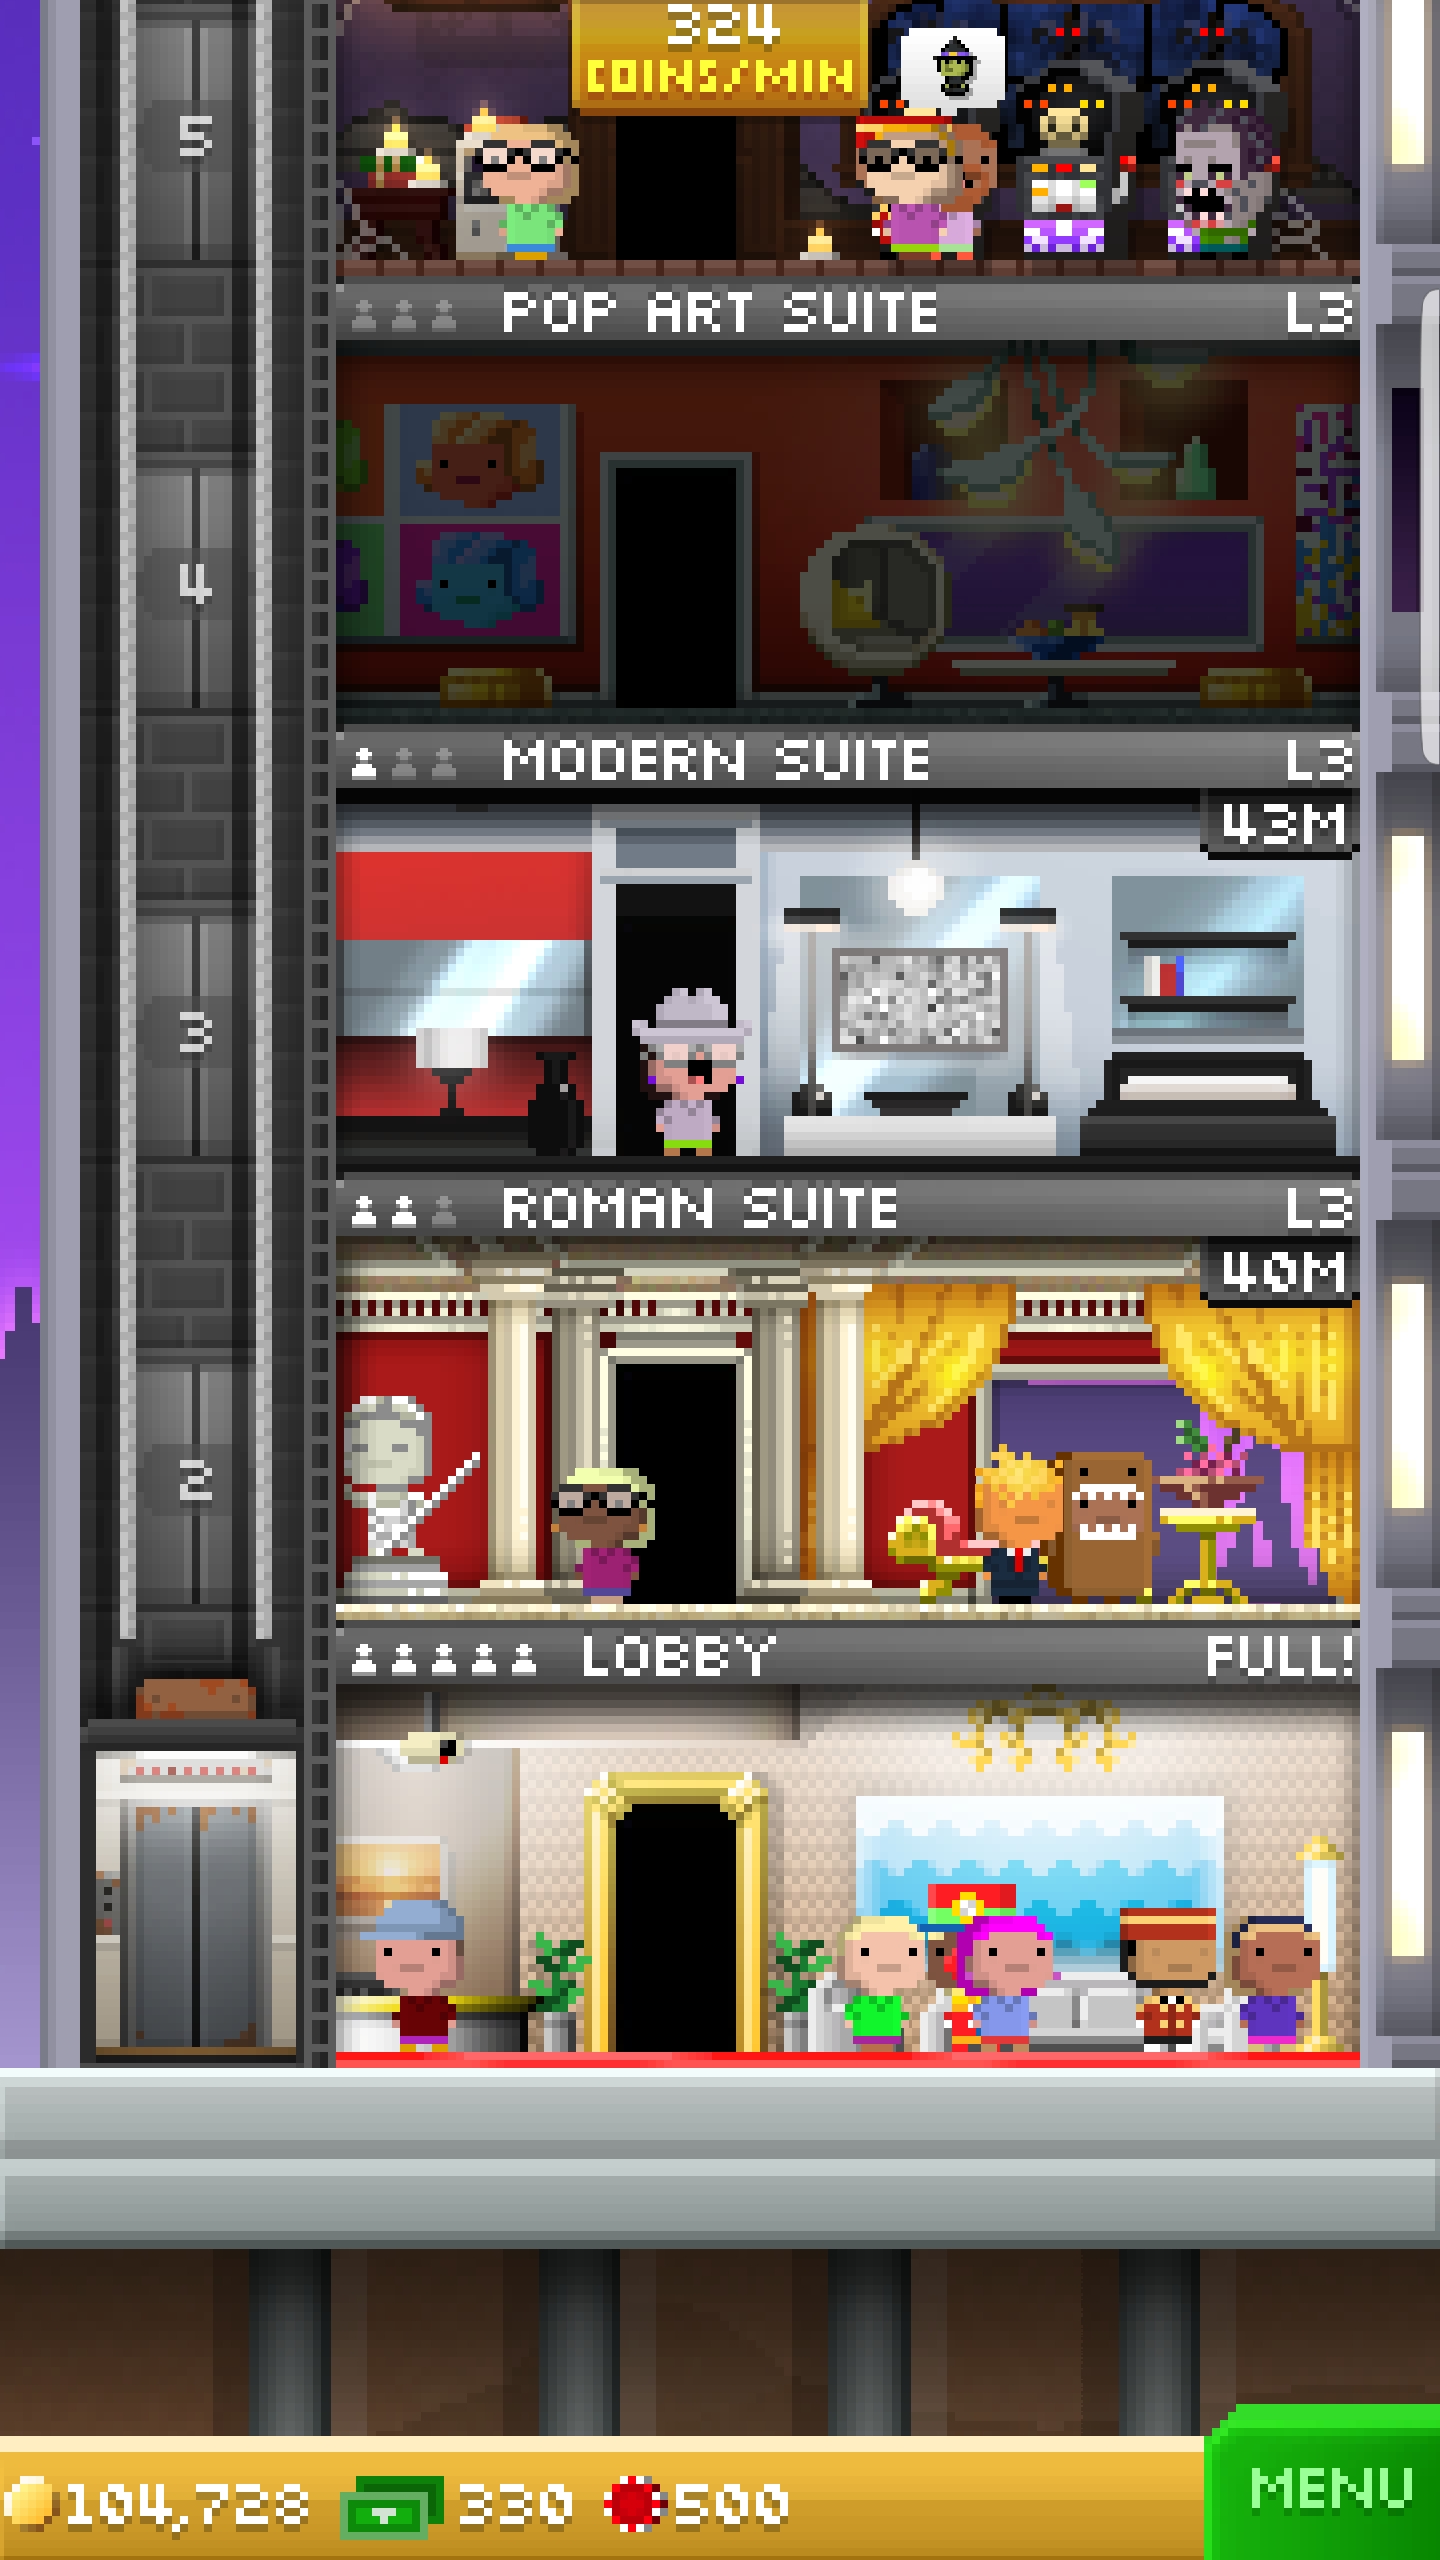 324
COINS/MIN
5
POP ART SUITE L3
4
MODERN SUITE L3
43M
3
ROMAN SUITE L3
40M
2
LOBBY FULL!
104,728 330 500
MENU